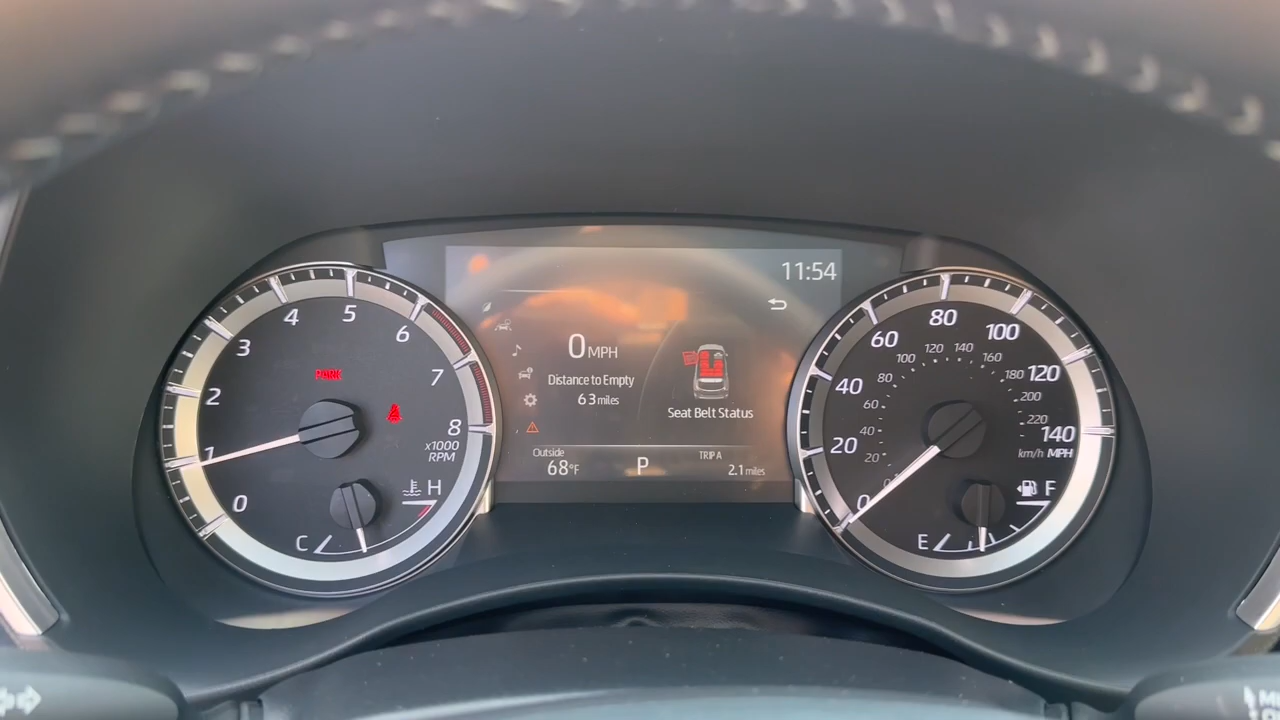 11:54
0 MPH
Distance to Empty
63 miles
Seat Belt Status
Outside
68°F
P
TRIP A
2.1 miles
0
1
2
3
4
5
6
7
8
x1000
RPM
PARK
C
H
0
20
40
60
80
100
120
140
km/h MPH
20
40
60
80
100
120
140
160
180
200
220
E
F